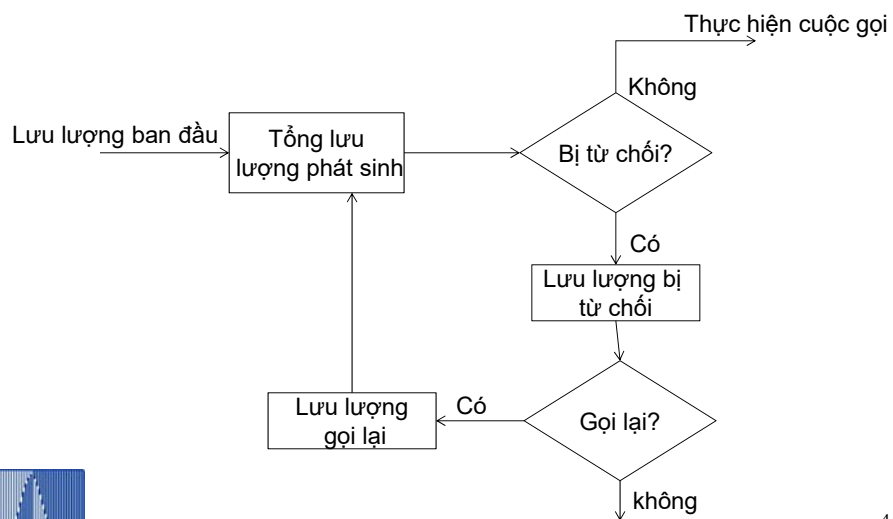 Thực hiện cuộc gọi
Không
Lưu lượng ban đầu
Tổng lưu
lượng phát sinh
Bị từ chối?
Có
Lưu lượng bị
từ chối
Lưu lượng
gọi lại
Có
Gọi lại?
không